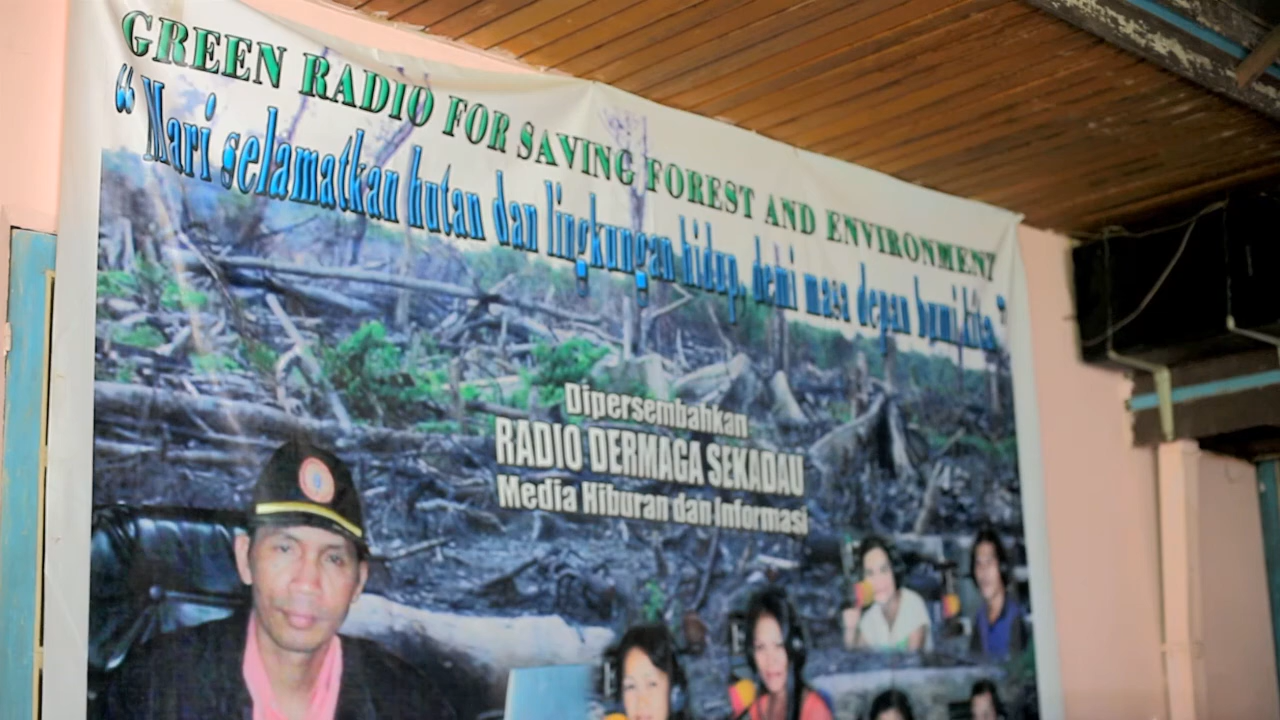 GREEN RADIO FOR SAVING FOREST AND ENVIRONMENT
“Mari selamatkan hutan dan lingkungan hidup, demi masa depan bumi kita”
Dipersembahkan
RADIO DERMAGA SEKADAU
Media Hiburan dan Informasi